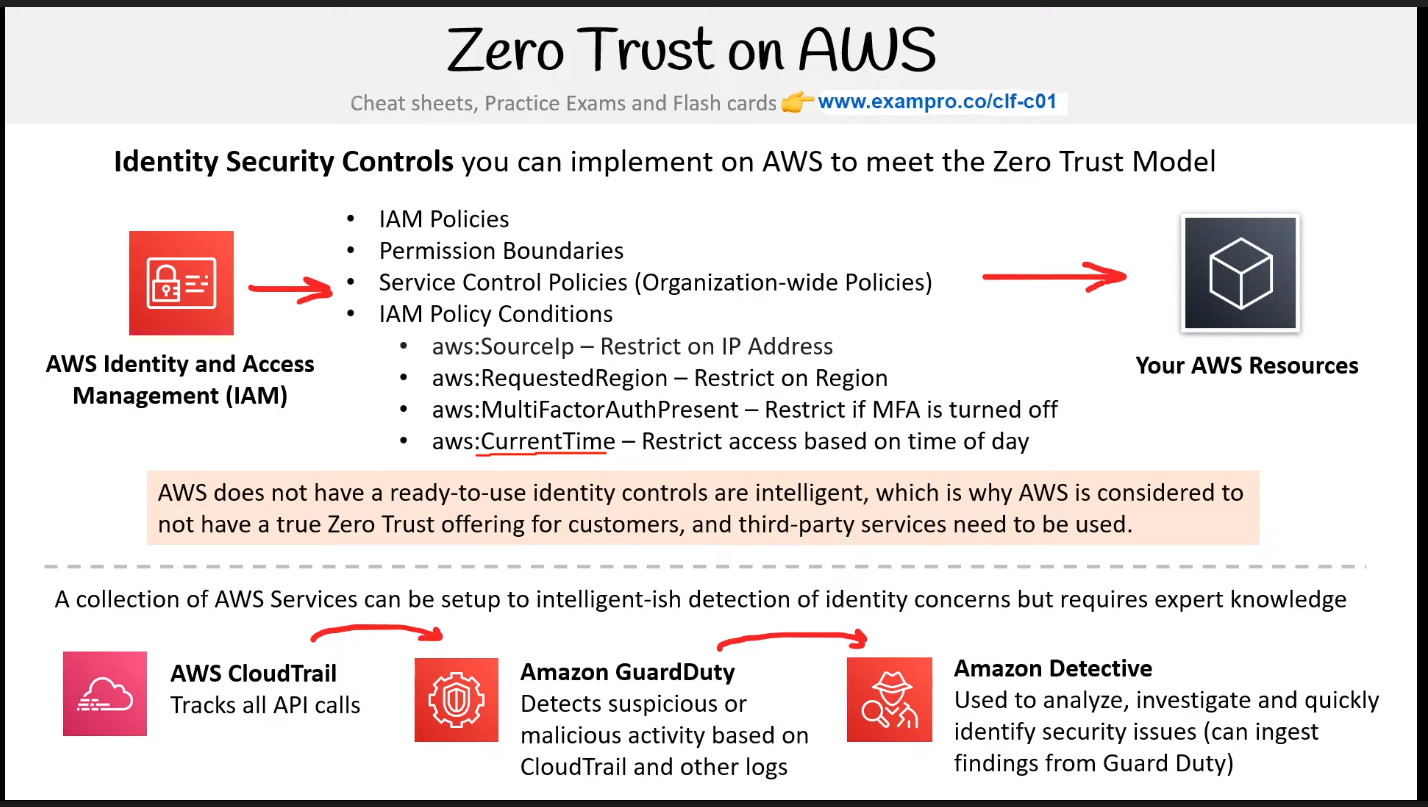 Zero Trust on AWS
Cheat sheets, Practice Exams and Flash cards 👉 www.exampro.co/clf-c01
Identity Security Controls you can implement on AWS to meet the Zero Trust Model
• IAM Policies
• Permission Boundaries
• Service Control Policies (Organization-wide Policies)
• IAM Policy Conditions
• aws:SourceIp – Restrict on IP Address
• aws:RequestedRegion – Restrict on Region
• aws:MultiFactorAuthPresent – Restrict if MFA is turned off
• aws:CurrentTime – Restrict access based on time of day
AWS Identity and Access
Management (IAM)
Your AWS Resources
AWS does not have a ready-to-use identity controls are intelligent, which is why AWS is considered to
not have a true Zero Trust offering for customers, and third-party services need to be used.
A collection of AWS Services can be setup to intelligent-ish detection of identity concerns but requires expert knowledge
AWS CloudTrail
Tracks all API calls
Amazon GuardDuty
Detects suspicious or
malicious activity based on
CloudTrail and other logs
Amazon Detective
Used to analyze, investigate and quickly
identify security issues (can ingest
findings from Guard Duty)